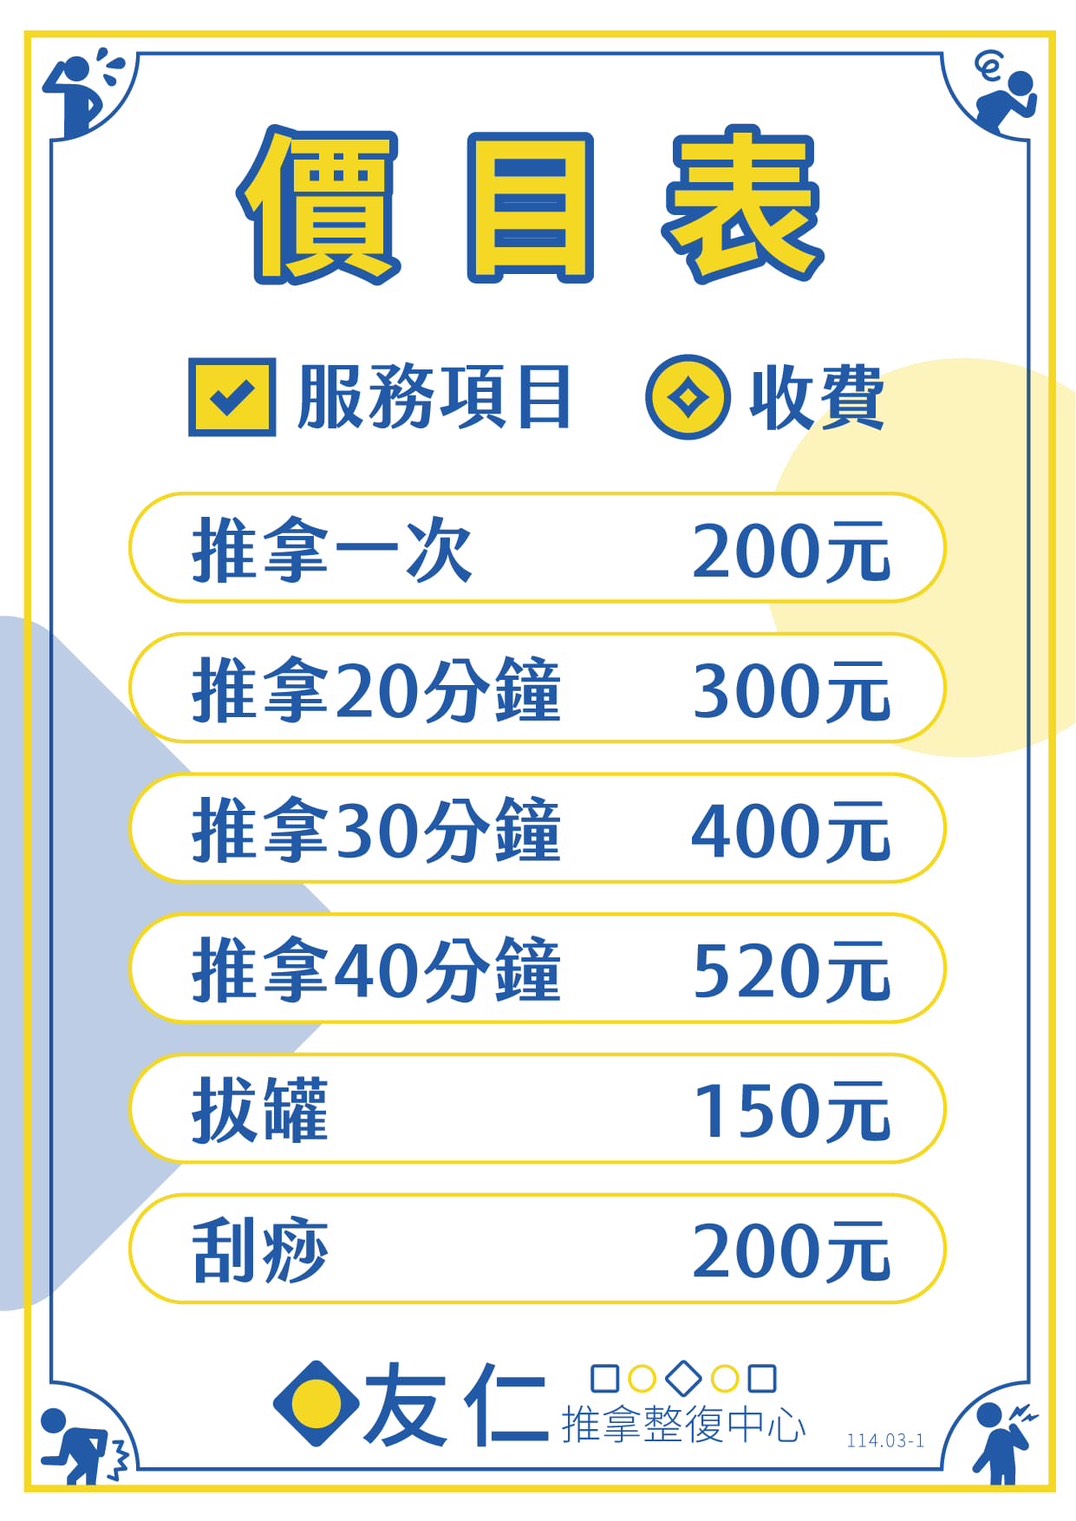 價目表
服務項目 收費
推拿一次 200元
推拿20分鐘 300元
推拿30分鐘 400元
推拿40分鐘 520元
拔罐 150元
刮痧 200元
友仁 推拿整復中心
114.03-1